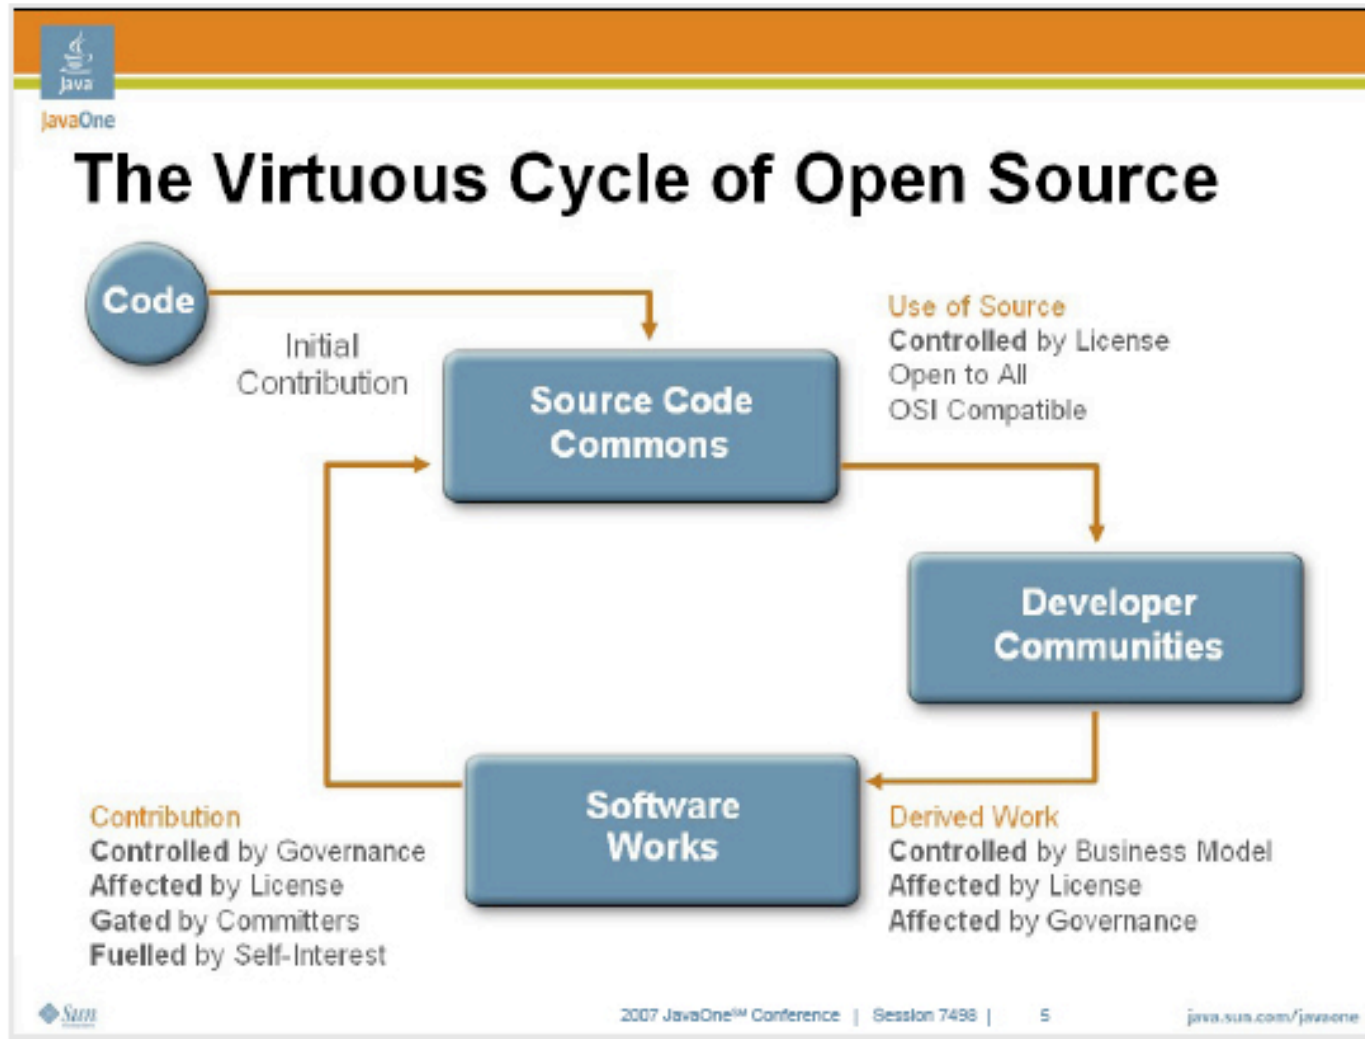 Java
JavaOne
The Virtuous Cycle of Open Source
Code
Initial
Contribution
Source Code
Commons
Use of Source
Controlled by License
Open to All
OSI Compatible
Developer
Communities
Software
Works
Contribution
Controlled by Governance
Affected by License
Gated by Committers
Fuelled by Self-Interest
Derived Work
Controlled by Business Model
Affected by License
Affected by Governance
Sun
2007 JavaOne℠ Conference | Session 7498 | 5
java.sun.com/javaone